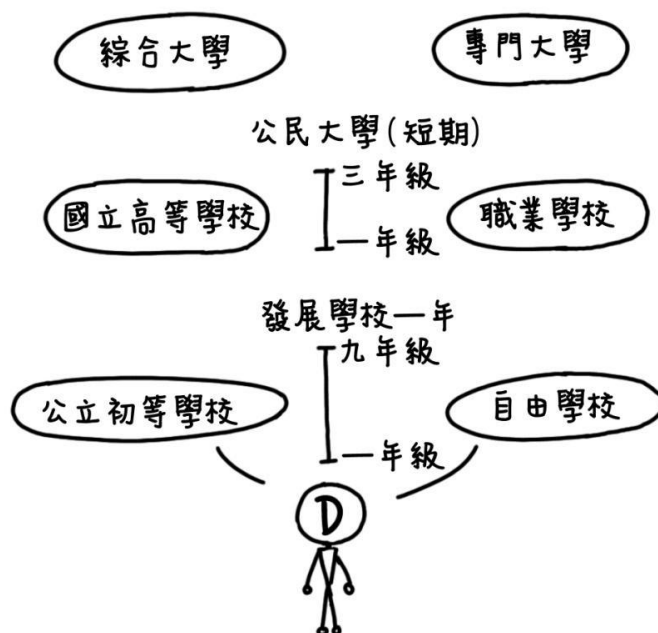 綜合大學
專門大學
公民大學(短期)
三年級
國立高等學校
職業學校
一年級
發展學校一年
九年級
公立初等學校
自由學校
一年級
D